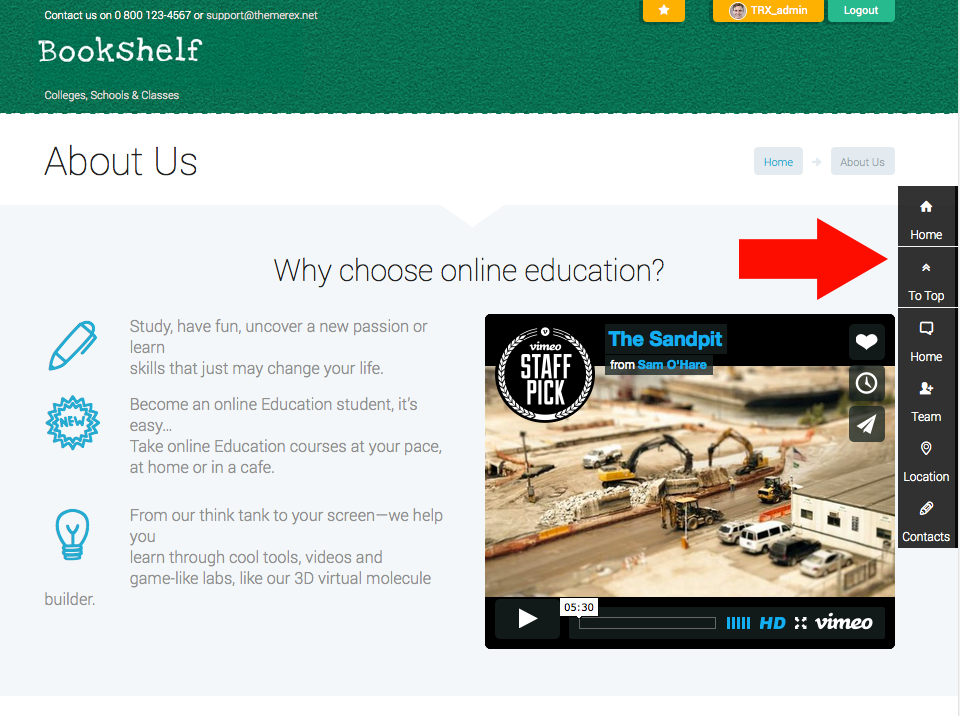 Contact us on 0 800 123-4567 or support@themerex.net
TRX_admin
Logout
Bookshelf
Colleges, Schools & Classes
About Us
Home
About Us
Why choose online education?
Study, have fun, uncover a new passion or
learn
skills that just may change your life.
NEW
Become an online Education student, it’s
easy...
Take online Education courses at your pace,
at home or in a cafe.
From our think tank to your screen—we help
you
learn through cool tools, videos and
game-like labs, like our 3D virtual molecule
builder.
vimeo
STAFF
PICK
The Sandpit
from Sam O'Hare
05:30
HD
vimeo
Home
To Top
Home
Team
Location
Contacts